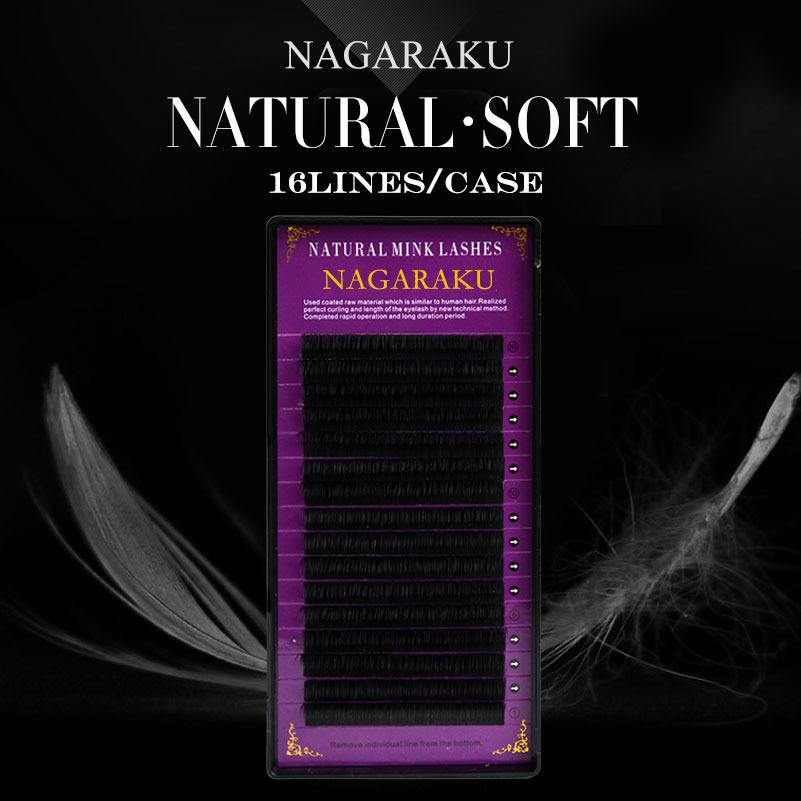 NAGARAKU
NATURAL·SOFT
16LINES/CASE
NATURAL MINK LASHES
NAGARAKU
Used coated raw material which is similar to human hair.Realized
perfect curling and length of the eyelash by new technical method.
Completed rapid operation and long duration period.
Remove individual line from the bottom.